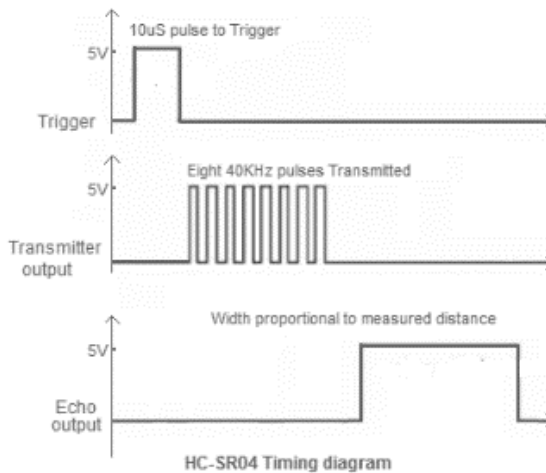 10uS pulse to Trigger
5V
Trigger
Eight 40KHz pulses Transmitted
5V
Transmitter
output
Width proportional to measured distance
5V
Echo
output
HC-SR04 Timing diagram